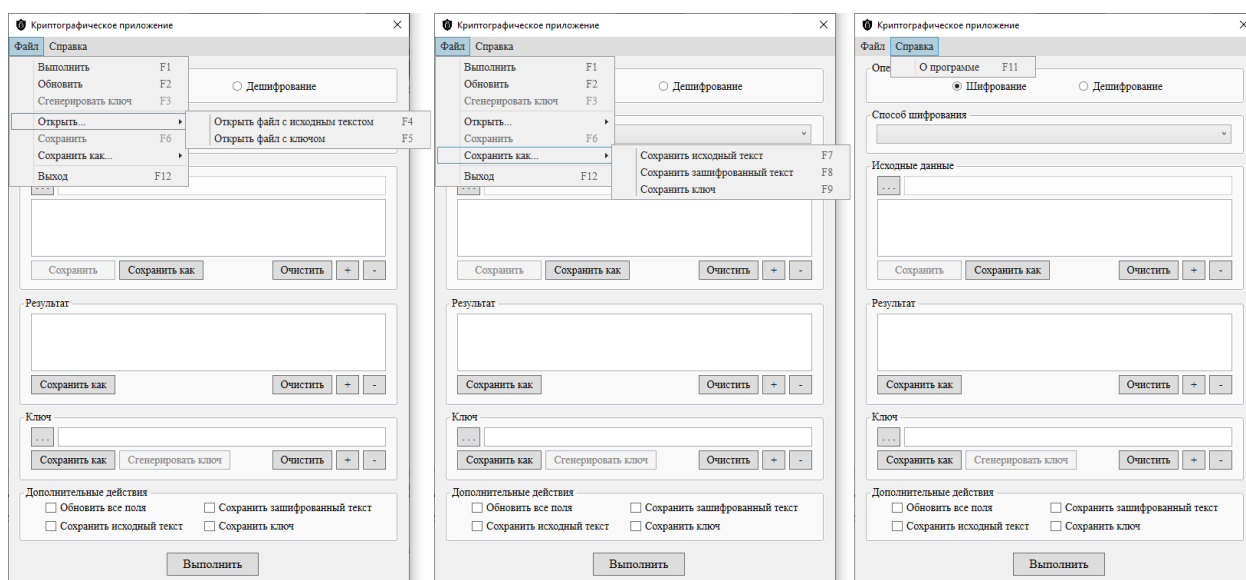 Криптографическое приложение
Файл Справка
Выполнить F1
Обновить F2
Сгенерировать ключ F3
Открыть...
Сохранить F6
Сохранить как...
Выход F12
Открыть файл с исходным текстом F4
Открыть файл с ключом F5
Дешифрование
...
Сохранить Сохранить как Очистить + -
Результат
Сохранить как Очистить + -
Ключ
...
Сохранить как Сгенерировать ключ Очистить + -
Дополнительные действия
Обновить все поля Сохранить зашифрованный текст
Сохранить исходный текст Сохранить ключ
Выполнить
Криптографическое приложение
Файл Справка
Выполнить F1
Обновить F2
Сгенерировать ключ F3
Открыть...
Сохранить F6
Сохранить как...
Выход F12
Сохранить исходный текст F7
Сохранить зашифрованный текст F8
Сохранить ключ F9
Дешифрование
Сохранить Сохранить как Очистить + -
Результат
Сохранить как Очистить + -
Ключ
...
Сохранить как Сгенерировать ключ Очистить + -
Дополнительные действия
Обновить все поля Сохранить зашифрованный текст
Сохранить исходный текст Сохранить ключ
Выполнить
Криптографическое приложение
Файл Справка
О программе F11
Опе
Шифрование Дешифрование
Способ шифрования
Исходные данные
...
Сохранить Сохранить как Очистить + -
Результат
Сохранить как Очистить + -
Ключ
...
Сохранить как Сгенерировать ключ Очистить + -
Дополнительные действия
Обновить все поля Сохранить зашифрованный текст
Сохранить исходный текст Сохранить ключ
Выполнить